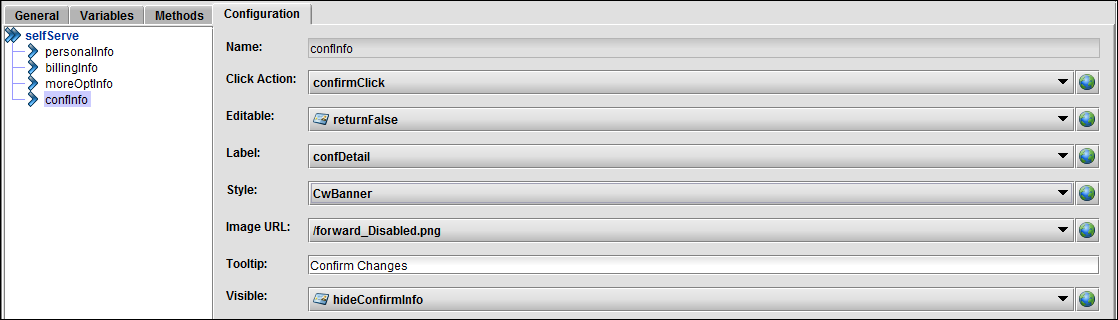 General Variables Methods Configuration
selfServe
personalInfo
billingInfo
moreOptInfo
confInfo
Name: confInfo
Click Action: confirmClick
Editable: returnFalse
Label: confDetail
Style: CwBanner
Image URL: /forward_Disabled.png
Tooltip: Confirm Changes
Visible: hideConfirmInfo